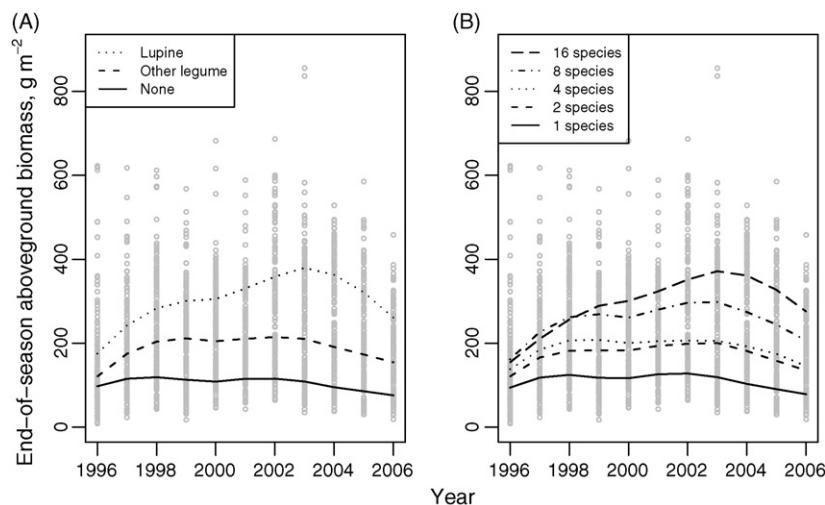 (A)
End-of-season aboveground biomass, g m⁻²
800
600
400
200
0
Lupine
Other legume
None
1996 1998 2000 2002 2004 2006
(B)
800
600
400
200
0
16 species
8 species
4 species
2 species
1 species
1996 1998 2000 2002 2004 2006
Year